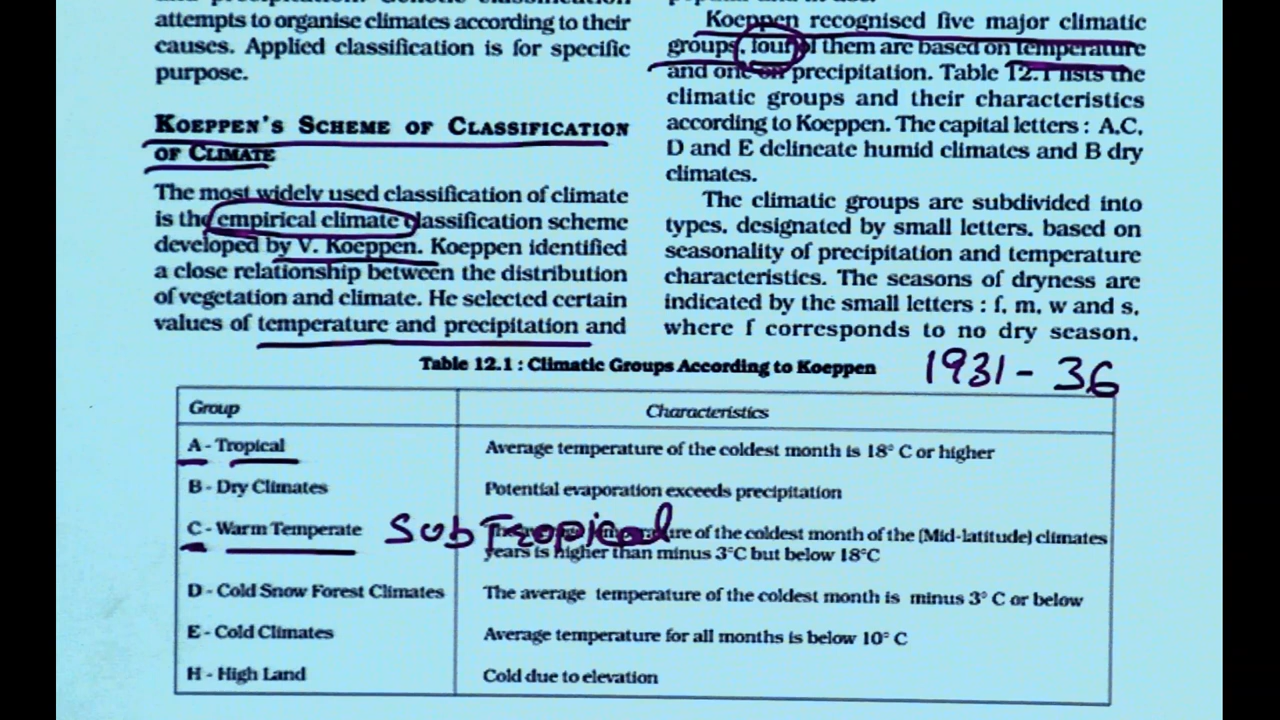 attempts to organise climates according to their
causes. Applied classification is for specific
purpose.
KOEPPEN'S SCHEME OF CLASSIFICATION
OF CLIMATE
The most widely used classification of climate
is the empirical climate classification scheme
developed by V. Koeppen. Koeppen identified
a close relationship between the distribution
of vegetation and climate. He selected certain
values of temperature and precipitation and
Koeppen recognised five major climatic
groups, four of them are based on temperature
and one on precipitation. Table 12.1 lists the
climatic groups and their characteristics
according to Koeppen. The capital letters : A,C,
D and E delineate humid climates and B dry
climates.
The climatic groups are subdivided into
types, designated by small letters, based on
seasonality of precipitation and temperature
characteristics. The seasons of dryness are
indicated by the small letters : f, m, w and s,
where f corresponds to no dry season,
Table 12.1 : Climatic Groups According to Koeppen
1931 - 36
Group Characteristics
A - Tropical Average temperature of the coldest month is 18° C or higher
B - Dry Climates Potential evaporation exceeds precipitation
C - Warm Temperate SubTropical of the coldest month of the (Mid-latitude) climates
years is higher than minus 3°C but below 18°C
D - Cold Snow Forest Climates The average temperature of the coldest month is minus 3° C or below
E - Cold Climates Average temperature for all months is below 10° C
H - High Land Cold due to elevation